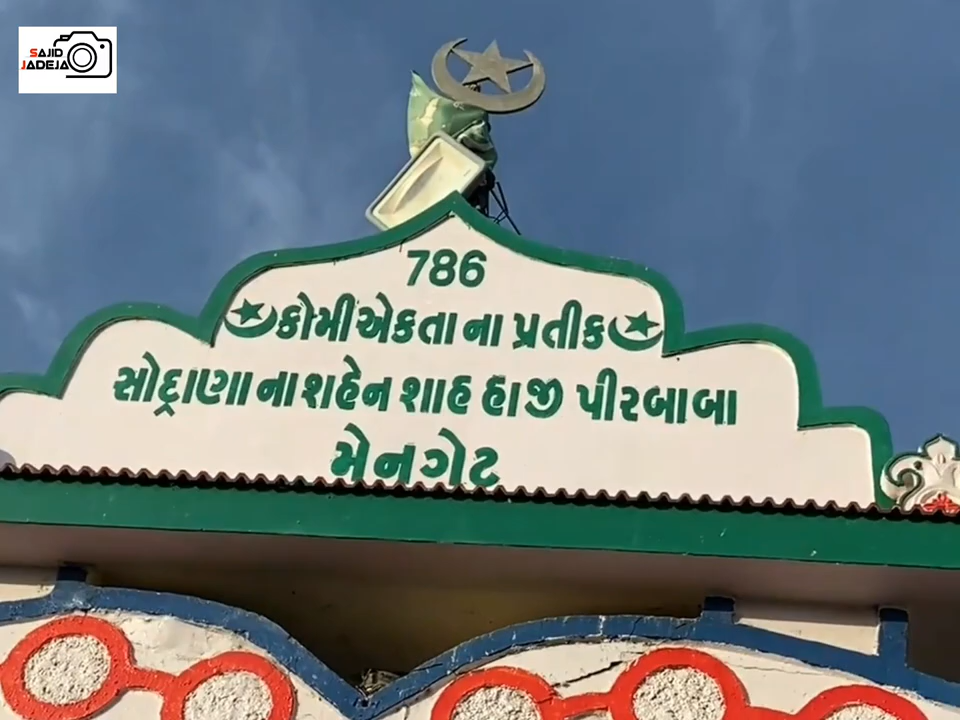 SAJID
JADEJA
786
કોમી એકતા ના પ્રતીક
સોદ્રાણા ના શહેન શાહ હાજી પીરબાબા
મેનગેટ